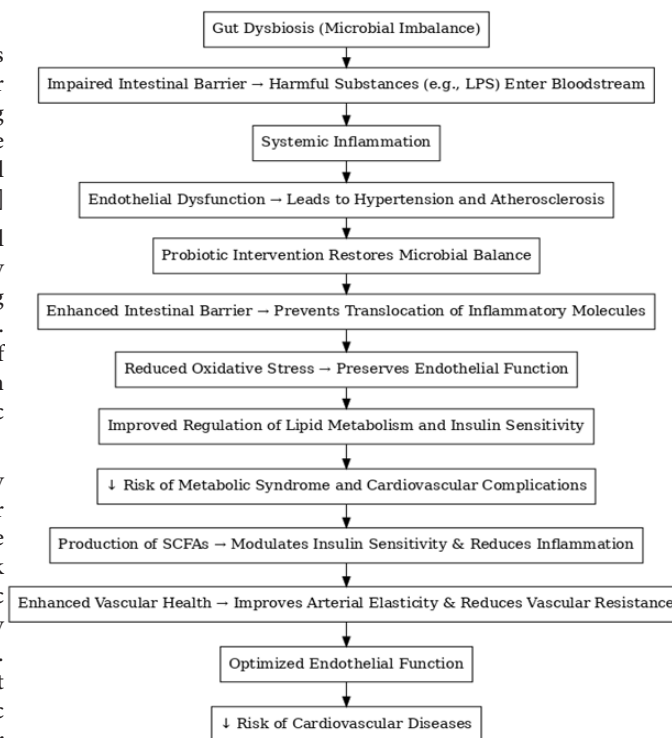 Gut Dysbiosis (Microbial Imbalance)
Impaired Intestinal Barrier → Harmful Substances (e.g., LPS) Enter Bloodstream
Systemic Inflammation
Endothelial Dysfunction → Leads to Hypertension and Atherosclerosis
Probiotic Intervention Restores Microbial Balance
Enhanced Intestinal Barrier → Prevents Translocation of Inflammatory Molecules
Reduced Oxidative Stress → Preserves Endothelial Function
Improved Regulation of Lipid Metabolism and Insulin Sensitivity
↓ Risk of Metabolic Syndrome and Cardiovascular Complications
Production of SCFAs → Modulates Insulin Sensitivity & Reduces Inflammation
Enhanced Vascular Health → Improves Arterial Elasticity & Reduces Vascular Resistance
Optimized Endothelial Function
↓ Risk of Cardiovascular Diseases